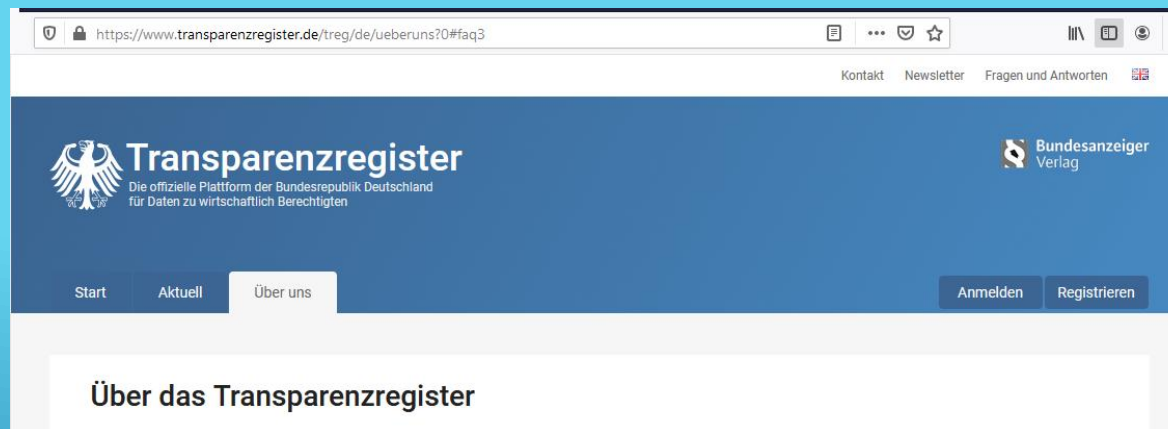 https://www.transparenzregister.de/treg/de/ueberuns?0#faq3
Kontakt Newsletter Fragen und Antworten
Transparenzregister
Die offizielle Plattform der Bundesrepublik Deutschland
für Daten zu wirtschaftlich Berechtigten
Bundesanzeiger
Verlag
Start Aktuell Über uns
Anmelden Registrieren
Über das Transparenzregister